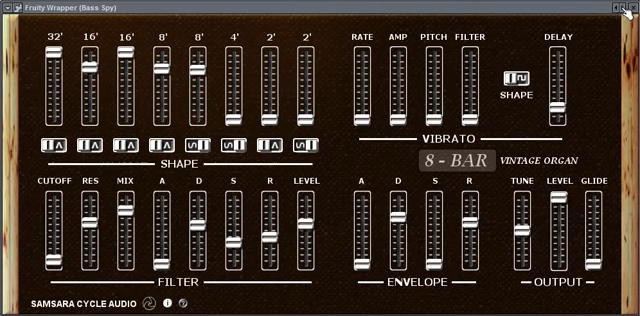 Fruity Wrapper (Bass Spy)
32' 16' 16' 8' 8' 4' 2' 2' RATE AMP PITCH FILTER DELAY
SHAPE
SHAPE VIBRATO
8 - BAR VINTAGE ORGAN
CUTOFF RES MIX A D S R LEVEL A D S R TUNE LEVEL GLIDE
FILTER ENVELOPE OUTPUT
SAMSARA CYCLE AUDIO